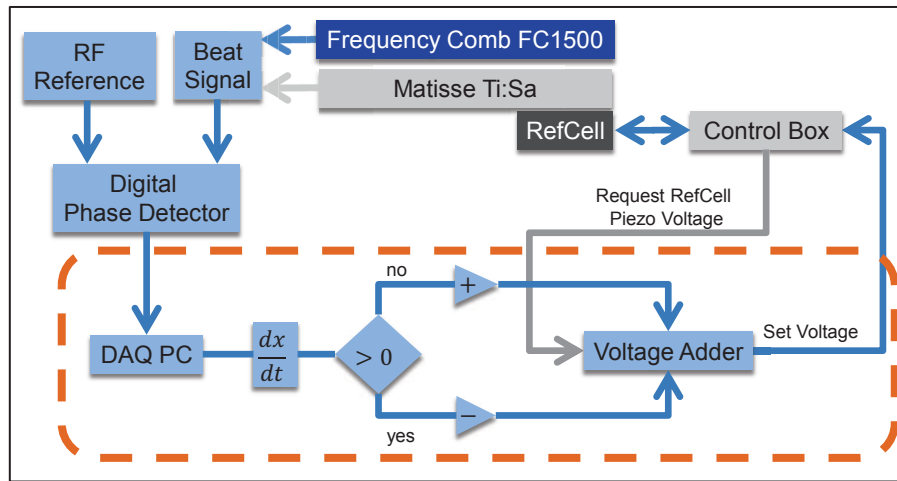 RF
Reference
Beat
Signal
Frequency Comb FC1500
Matisse Ti:Sa
RefCell
Control Box
Digital
Phase Detector
Request RefCell
Piezo Voltage
no
+
DAQ PC
dx
dt
> 0
Voltage Adder
Set Voltage
−
yes